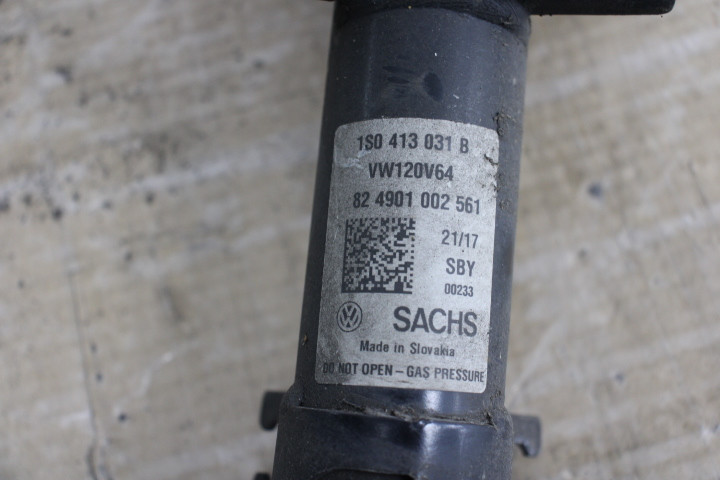 1S0 413 031 B
VW120V64
82 4901 002 561
21/17
SBY
00233
SACHS
Made in Slovakia
DO NOT OPEN – GAS PRESSURE